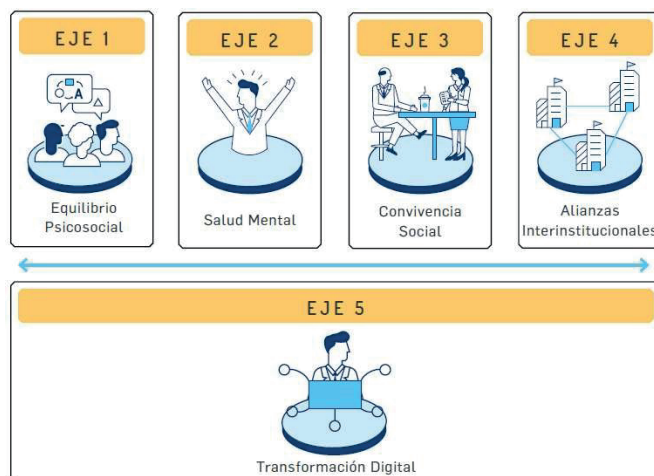 EJE 1
Equilibrio
Psicosocial
EJE 2
Salud Mental
EJE 3
Convivencia
Social
EJE 4
Alianzas
Interinstitucionales
EJE 5
Transformación Digital